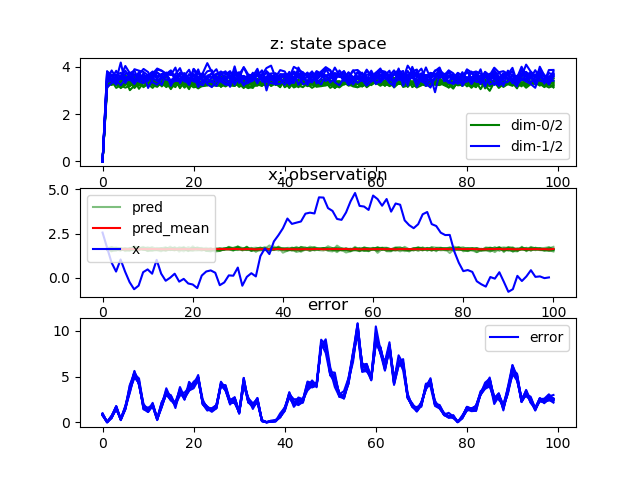 z: state space
4
2
0
dim-0/2
dim-1/2
0 20 40 60 80 100
x: observation
5.0
2.5
0.0
pred
pred_mean
x
0 20 40 60 80 100
error
10
5
0
error
0 20 40 60 80 100